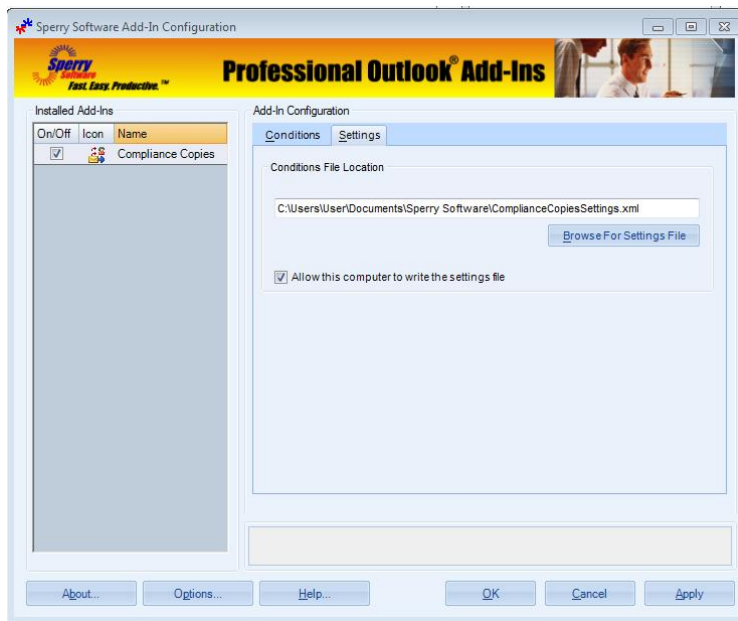 Sperry Software Add-In Configuration
Sperry
Software
Fast. Easy. Productive.™
Professional Outlook® Add-Ins
Installed Add-Ins
On/Off Icon Name
Compliance Copies
Add-In Configuration
Conditions Settings
Conditions File Location
C:\Users\User\Documents\Sperry Software\ComplianceCopiesSettings.xml
Browse For Settings File
Allow this computer to write the settings file
About... Options... Help... OK Cancel Apply